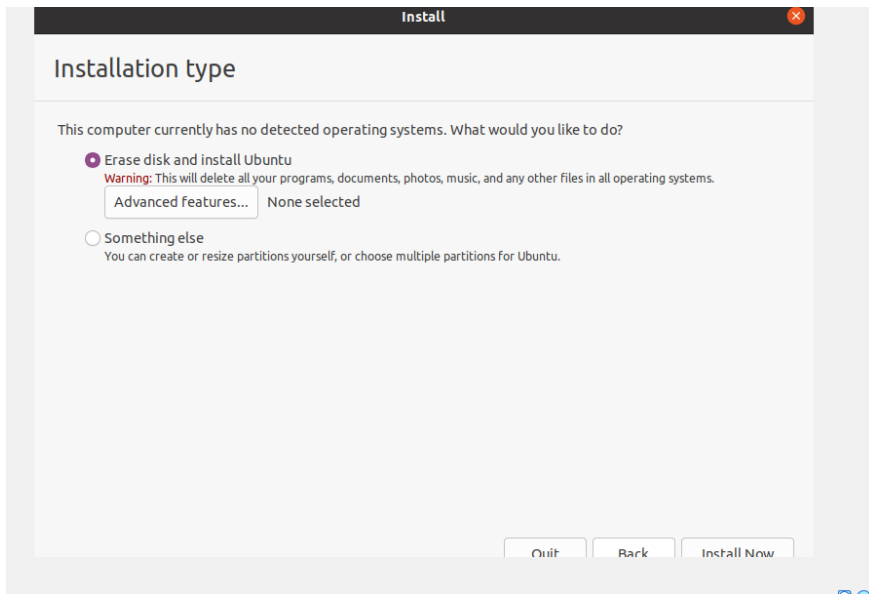 Install
Installation type
This computer currently has no detected operating systems. What would you like to do?
Erase disk and install Ubuntu
Warning: This will delete all your programs, documents, photos, music, and any other files in all operating systems.
Advanced features... None selected
Something else
You can create or resize partitions yourself, or choose multiple partitions for Ubuntu.
Quit Back Install Now